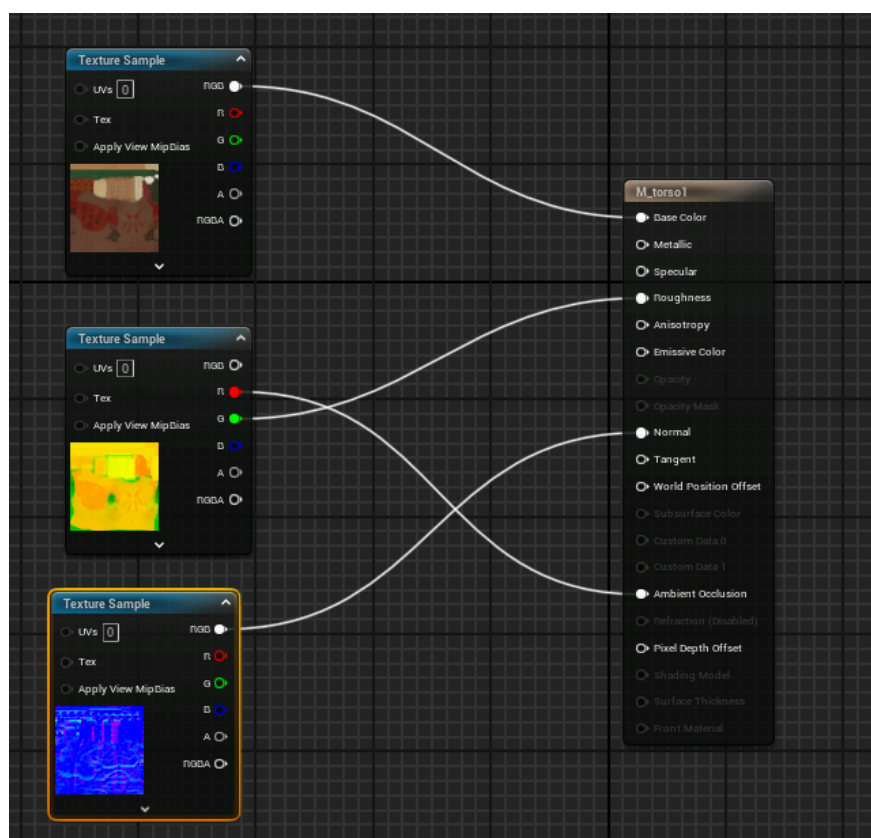 Texture Sample
UVs 0
RGB
Tex
R
Apply View MipBias
G
B
A
RGBA
Texture Sample
UVs 0
RGB
Tex
R
Apply View MipBias
G
B
A
RGBA
Texture Sample
UVs 0
RGB
Tex
R
Apply View MipBias
G
B
A
RGBA
M_torso1
Base Color
Metallic
Specular
Roughness
Anisotropy
Emissive Color
Opacity
Opacity Mask
Normal
Tangent
World Position Offset
Subsurface Color
Custom Data 0
Custom Data 1
Ambient Occlusion
Refraction (Disabled)
Pixel Depth Offset
Shading Model
Surface Thickness
Front Material